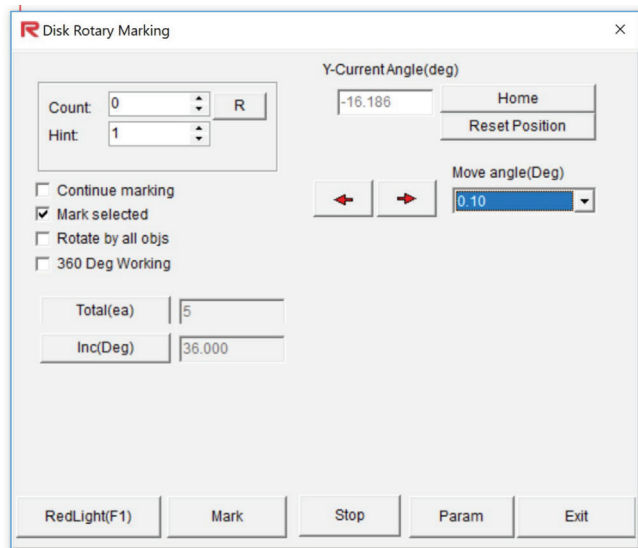 R Disk Rotary Marking
Y-Current Angle(deg)
Count: 0 R
Hint: 1
-16.186 Home
Reset Position
Move angle(Deg)
0.10
Continue marking
Mark selected
Rotate by all objs
360 Deg Working
Total(ea) 5
Inc(Deg) 36.000
RedLight(F1) Mark Stop Param Exit